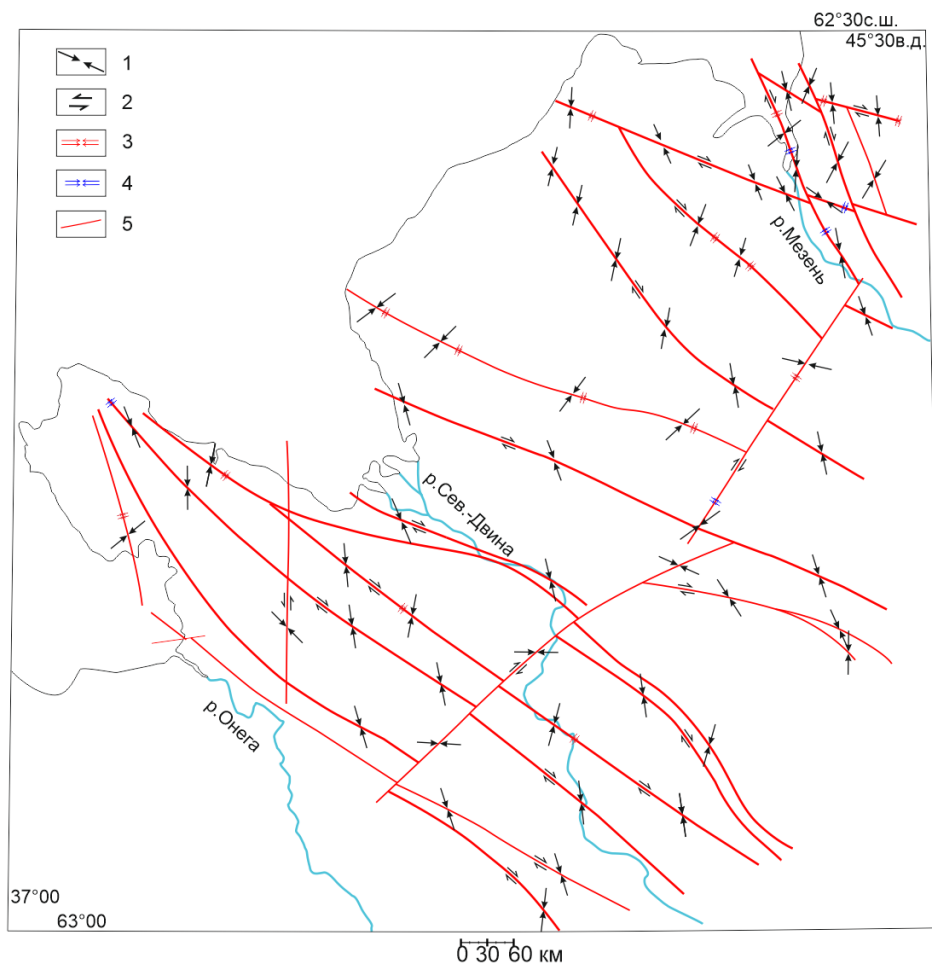 62°30с.ш.
45°30в.д.
1
2
3
4
5
р.Мезень
р.Сев.-Двина
р.Онега
37°00
63°00
0 30 60 км